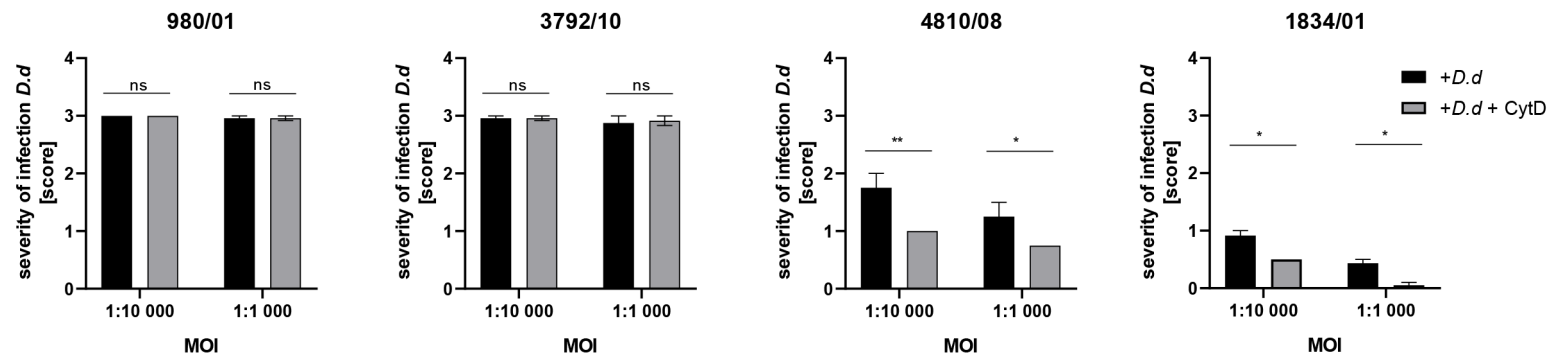 980/01
severity of infection D.d
[score]
4
3
2
1
0
ns
ns
1:10 000
1:1 000
MOI
3792/10
severity of infection D.d
[score]
4
3
2
1
0
ns
ns
1:10 000
1:1 000
MOI
4810/08
severity of infection D.d
[score]
4
3
2
1
0
**
*
1:10 000
1:1 000
MOI
1834/01
severity of infection D.d
[score]
4
3
2
1
0
*
*
1:10 000
1:1 000
MOI
+D.d
+D.d + CytD